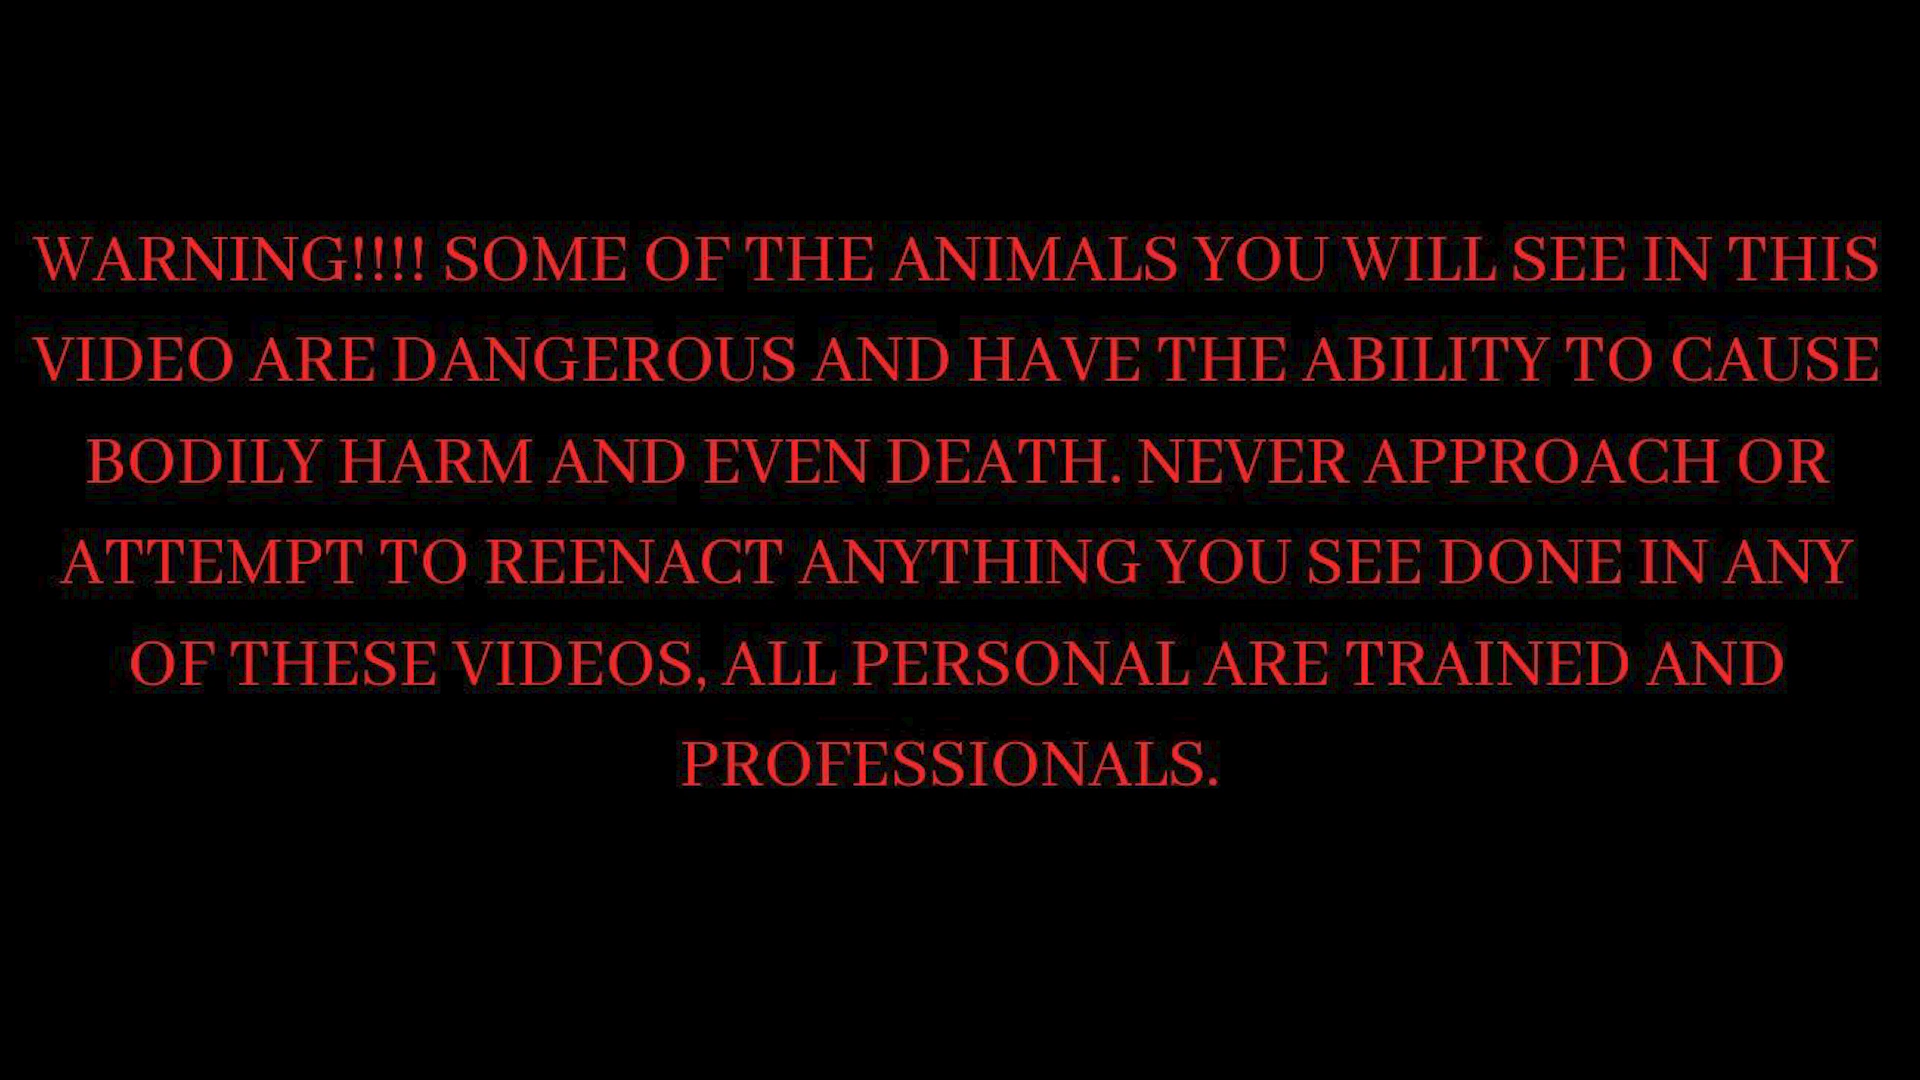 WARNING!!!! SOME OF THE ANIMALS YOU WILL SEE IN THIS
VIDEO ARE DANGEROUS AND HAVE THE ABILITY TO CAUSE
BODILY HARM AND EVEN DEATH. NEVER APPROACH OR
ATTEMPT TO REENACT ANYTHING YOU SEE DONE IN ANY
OF THESE VIDEOS, ALL PERSONAL ARE TRAINED AND
PROFESSIONALS.